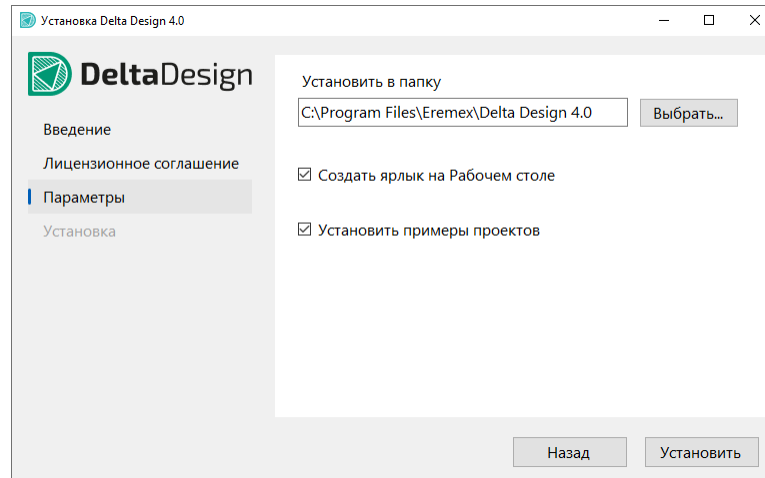 Установка Delta Design 4.0
DeltaDesign
Введение
Лицензионное соглашение
Параметры
Установка
Установить в папку
C:\Program Files\Eremex\Delta Design 4.0
Выбрать...
Создать ярлык на Рабочем столе
Установить примеры проектов
Назад
Установить